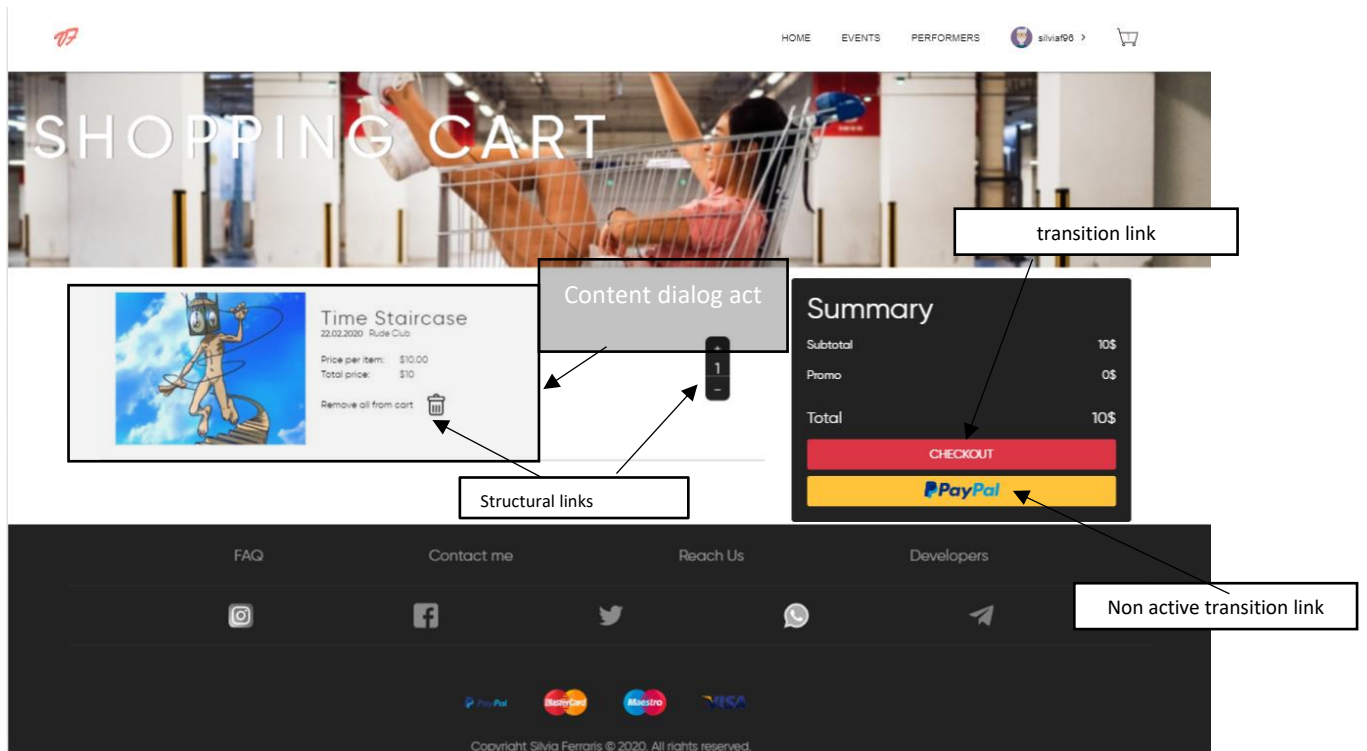 VF
HOME EVENTS PERFORMERS silviaf96 > 1
SHOPPING CART
transition link
Content dialog act
Time Staircase
22.02.2020 Rude Club
Price per item: $10.00
Total price: $10
Remove all from cart
+
1
-
Structural links
Summary
Subtotal 10$
Promo 0$
Total 10$
CHECKOUT
PayPal
Non active transition link
FAQ Contact me Reach Us Developers
PayPal MasterCard Maestro VISA
Copyright Silvia Ferraris © 2020. All rights reserved.